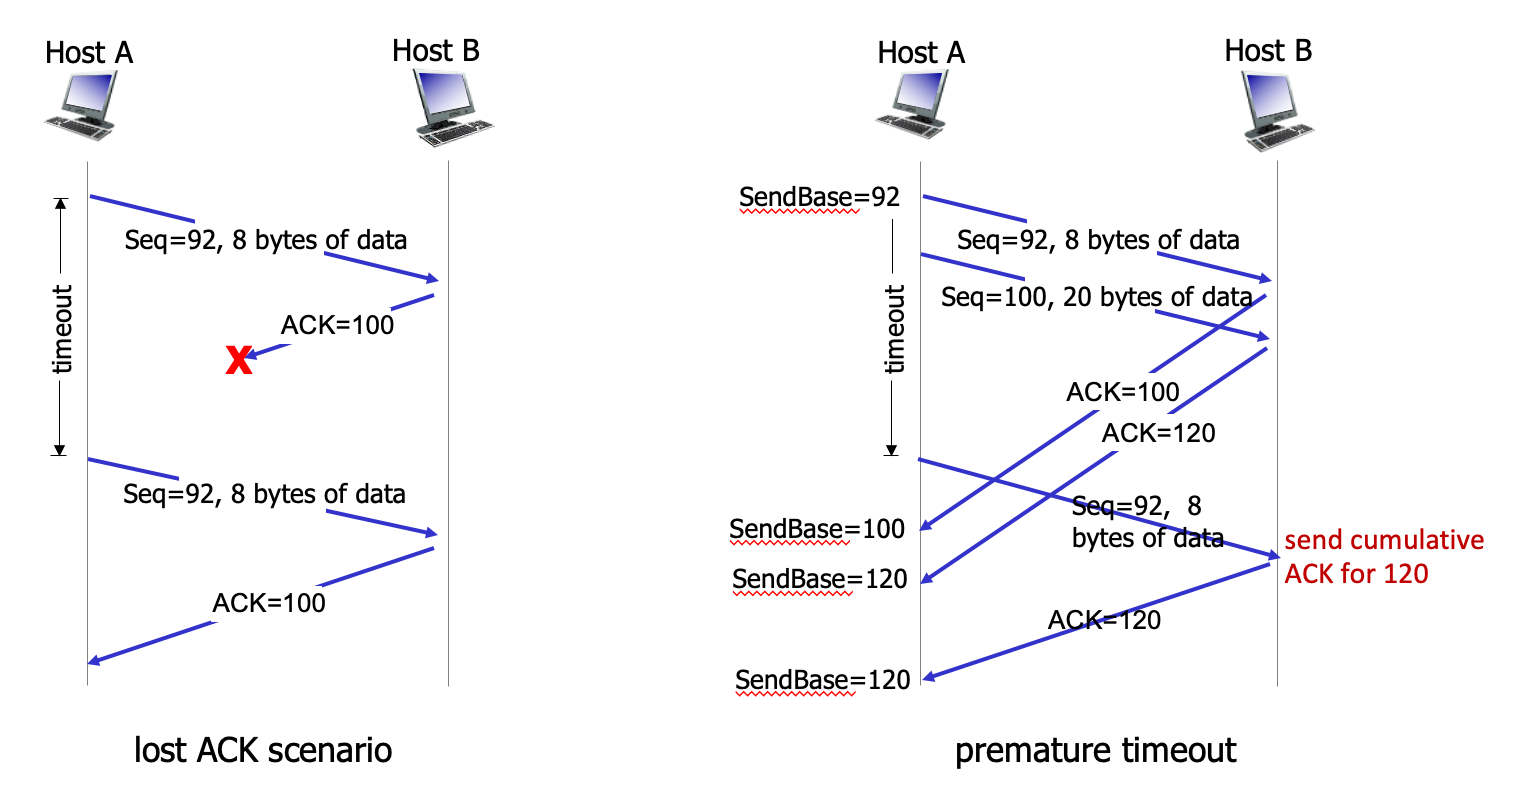 Host A
Host B
timeout
Seq=92, 8 bytes of data
ACK=100
X
Seq=92, 8 bytes of data
ACK=100
lost ACK scenario
Host A
Host B
SendBase=92
timeout
Seq=92, 8 bytes of data
Seq=100, 20 bytes of data
ACK=100
ACK=120
Seq=92, 8
bytes of data
SendBase=100
SendBase=120
send cumulative
ACK for 120
ACK=120
SendBase=120
premature timeout